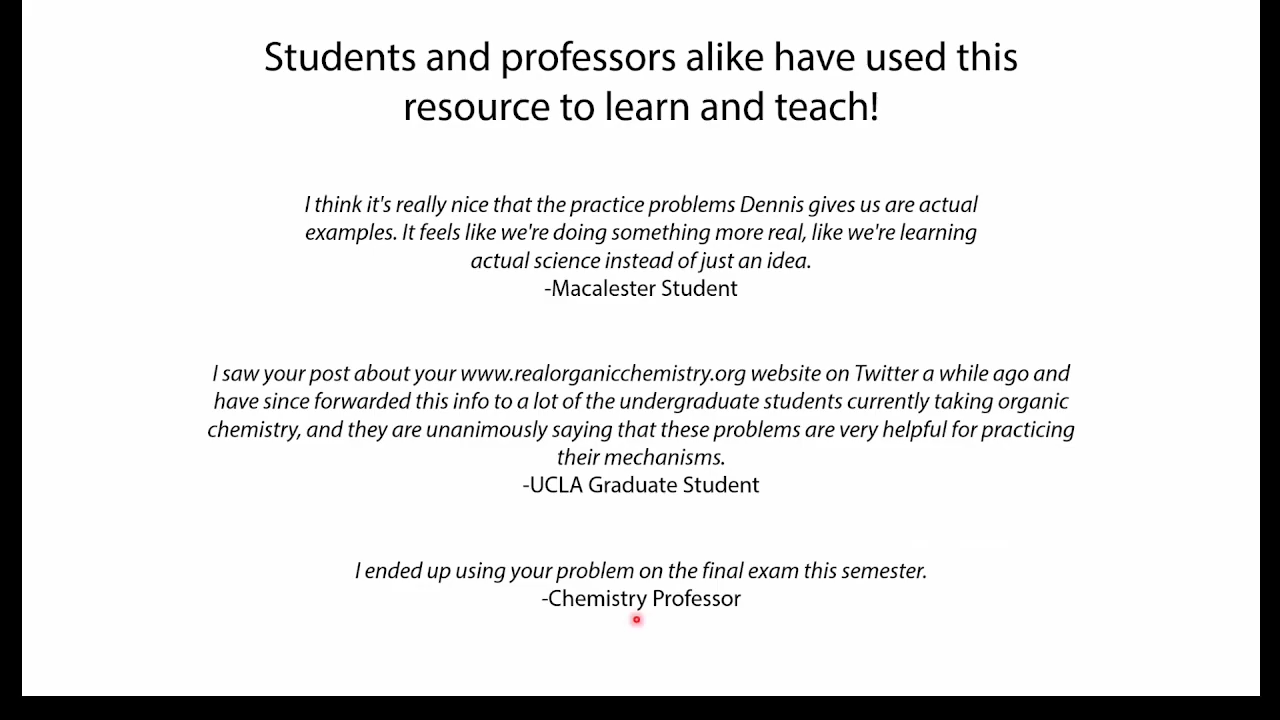 Students and professors alike have used this
resource to learn and teach!
I think it's really nice that the practice problems Dennis gives us are actual
examples. It feels like we're doing something more real, like we're learning
actual science instead of just an idea.
-Macalester Student
I saw your post about your www.realorganicchemistry.org website on Twitter a while ago and
have since forwarded this info to a lot of the undergraduate students currently taking organic
chemistry, and they are unanimously saying that these problems are very helpful for practicing
their mechanisms.
-UCLA Graduate Student
I ended up using your problem on the final exam this semester.
-Chemistry Professor